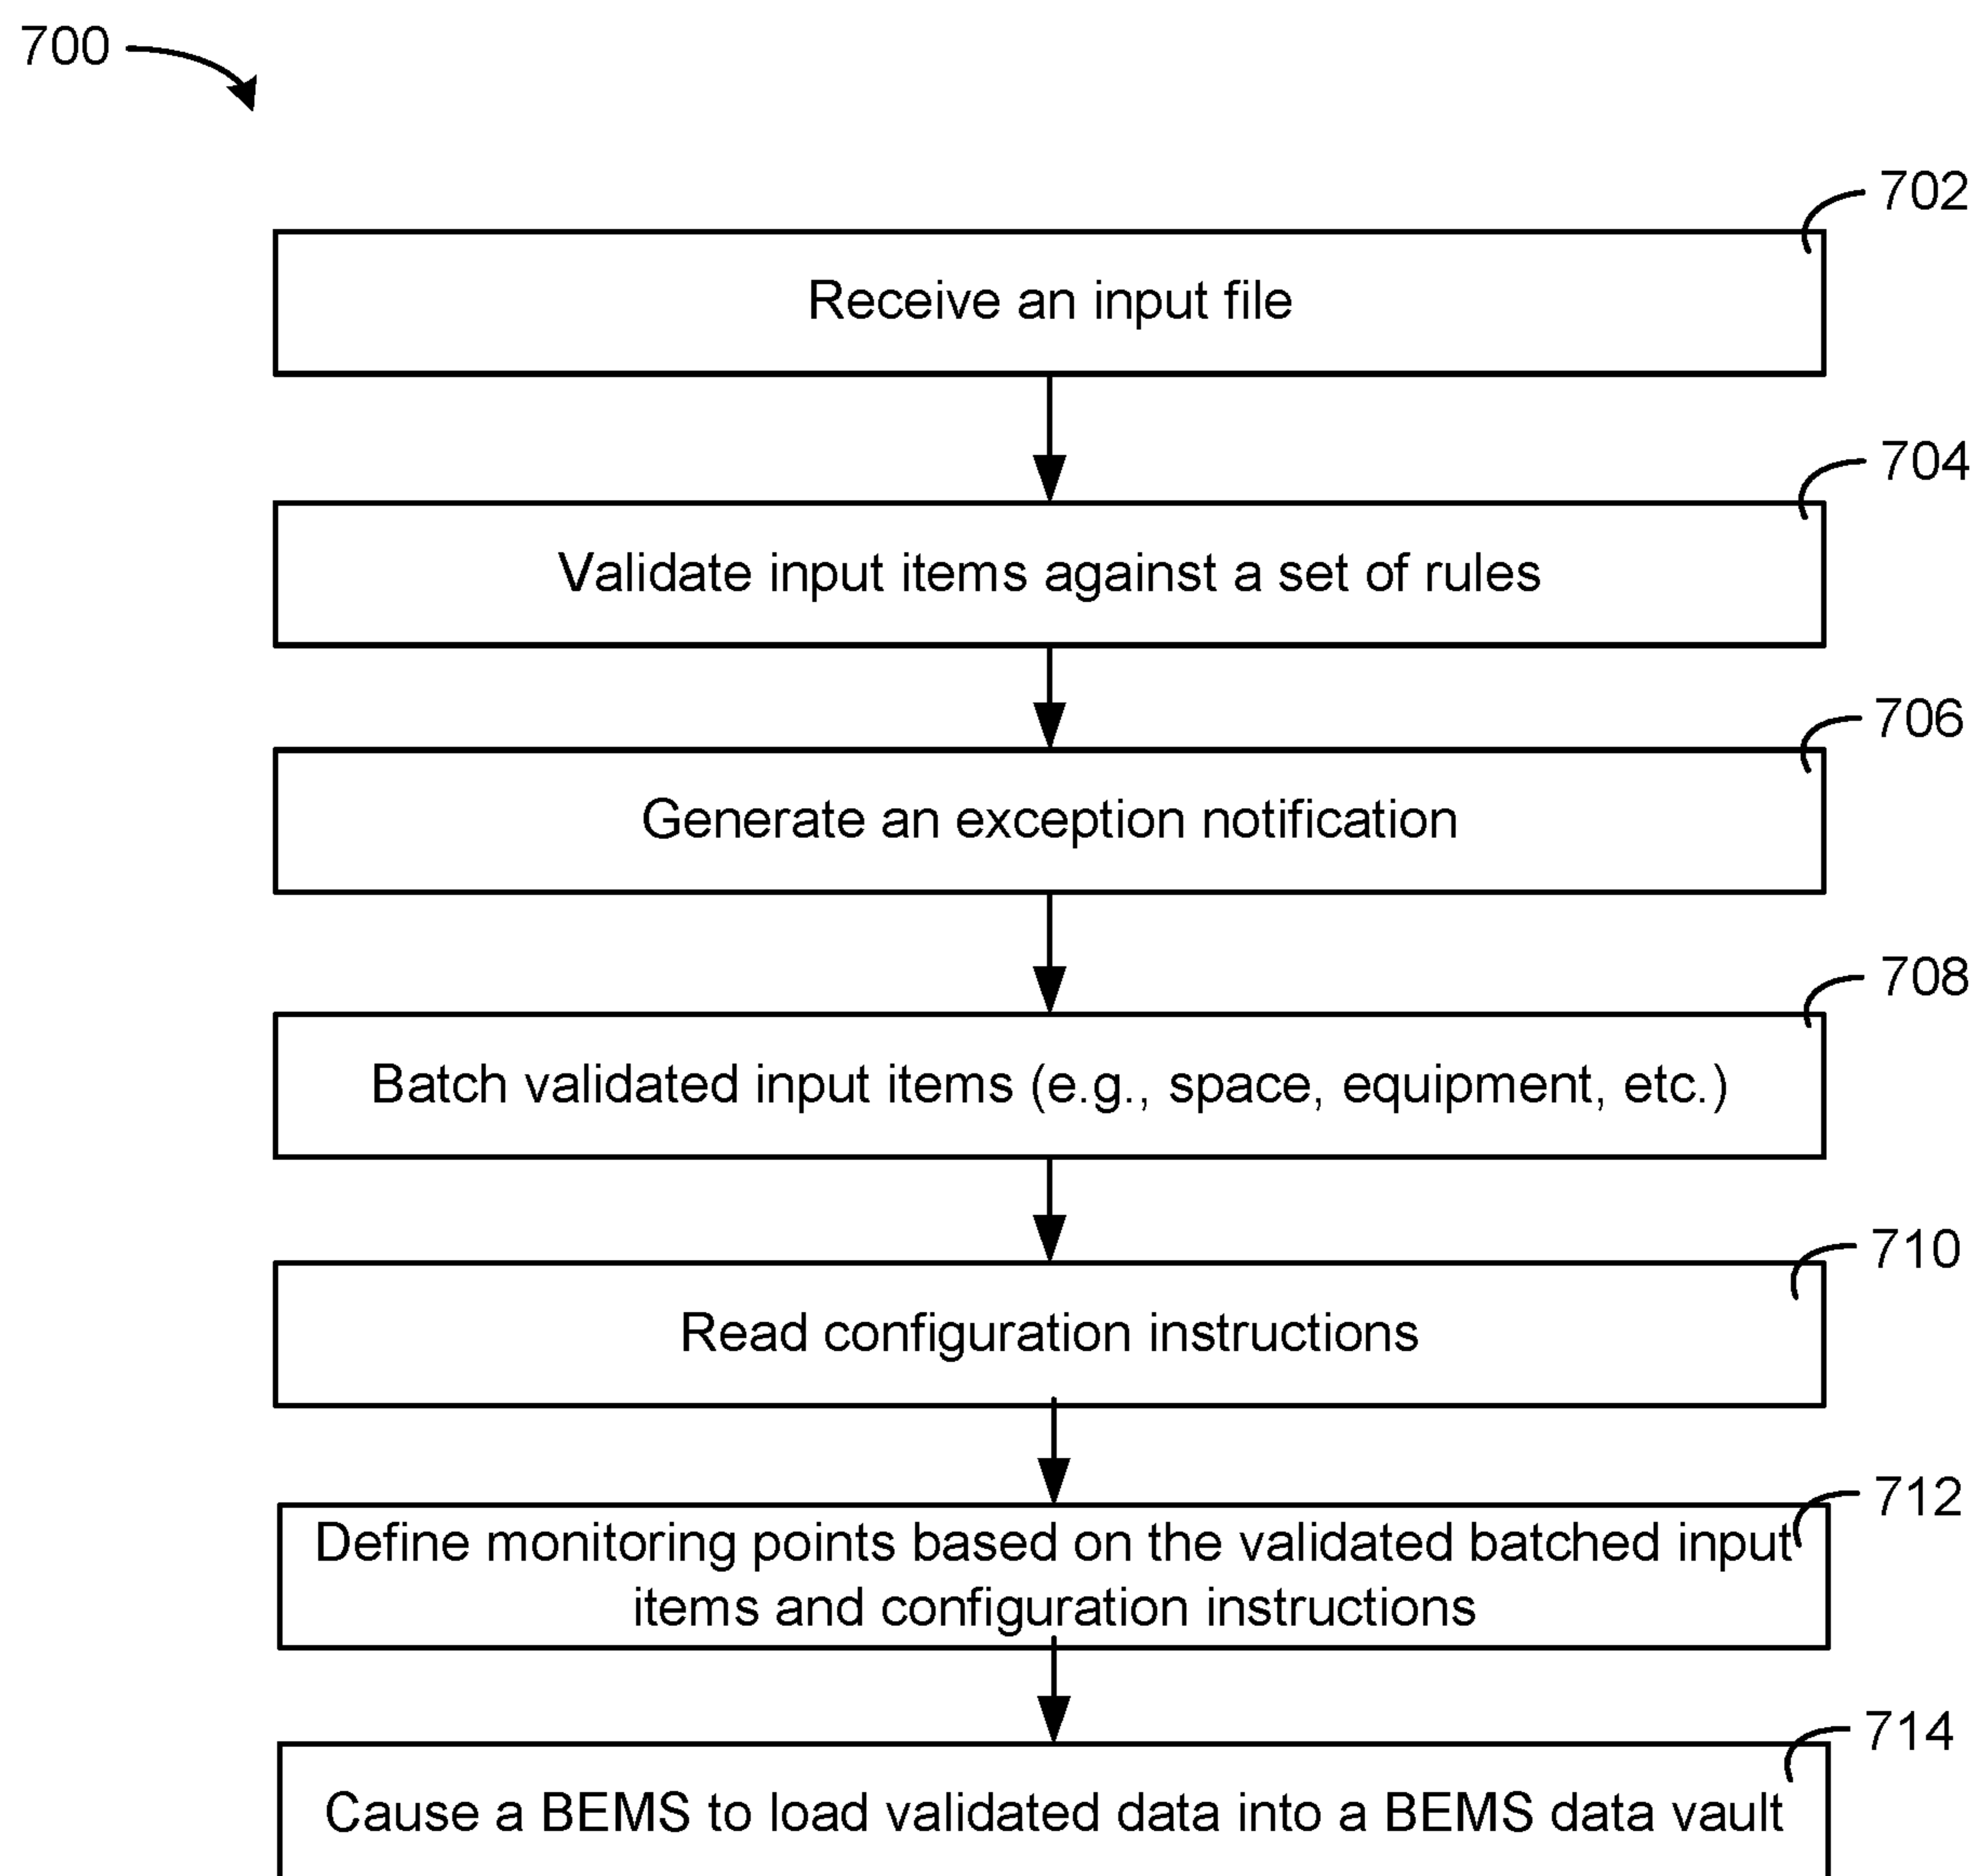 700
702
Receive an input file
704
Validate input items against a set of rules
706
Generate an exception notification
708
Batch validated input items (e.g., space, equipment, etc.)
710
Read configuration instructions
712
Define monitoring points based on the validated batched input
items and configuration instructions
714
Cause a BEMS to load validated data into a BEMS data vault